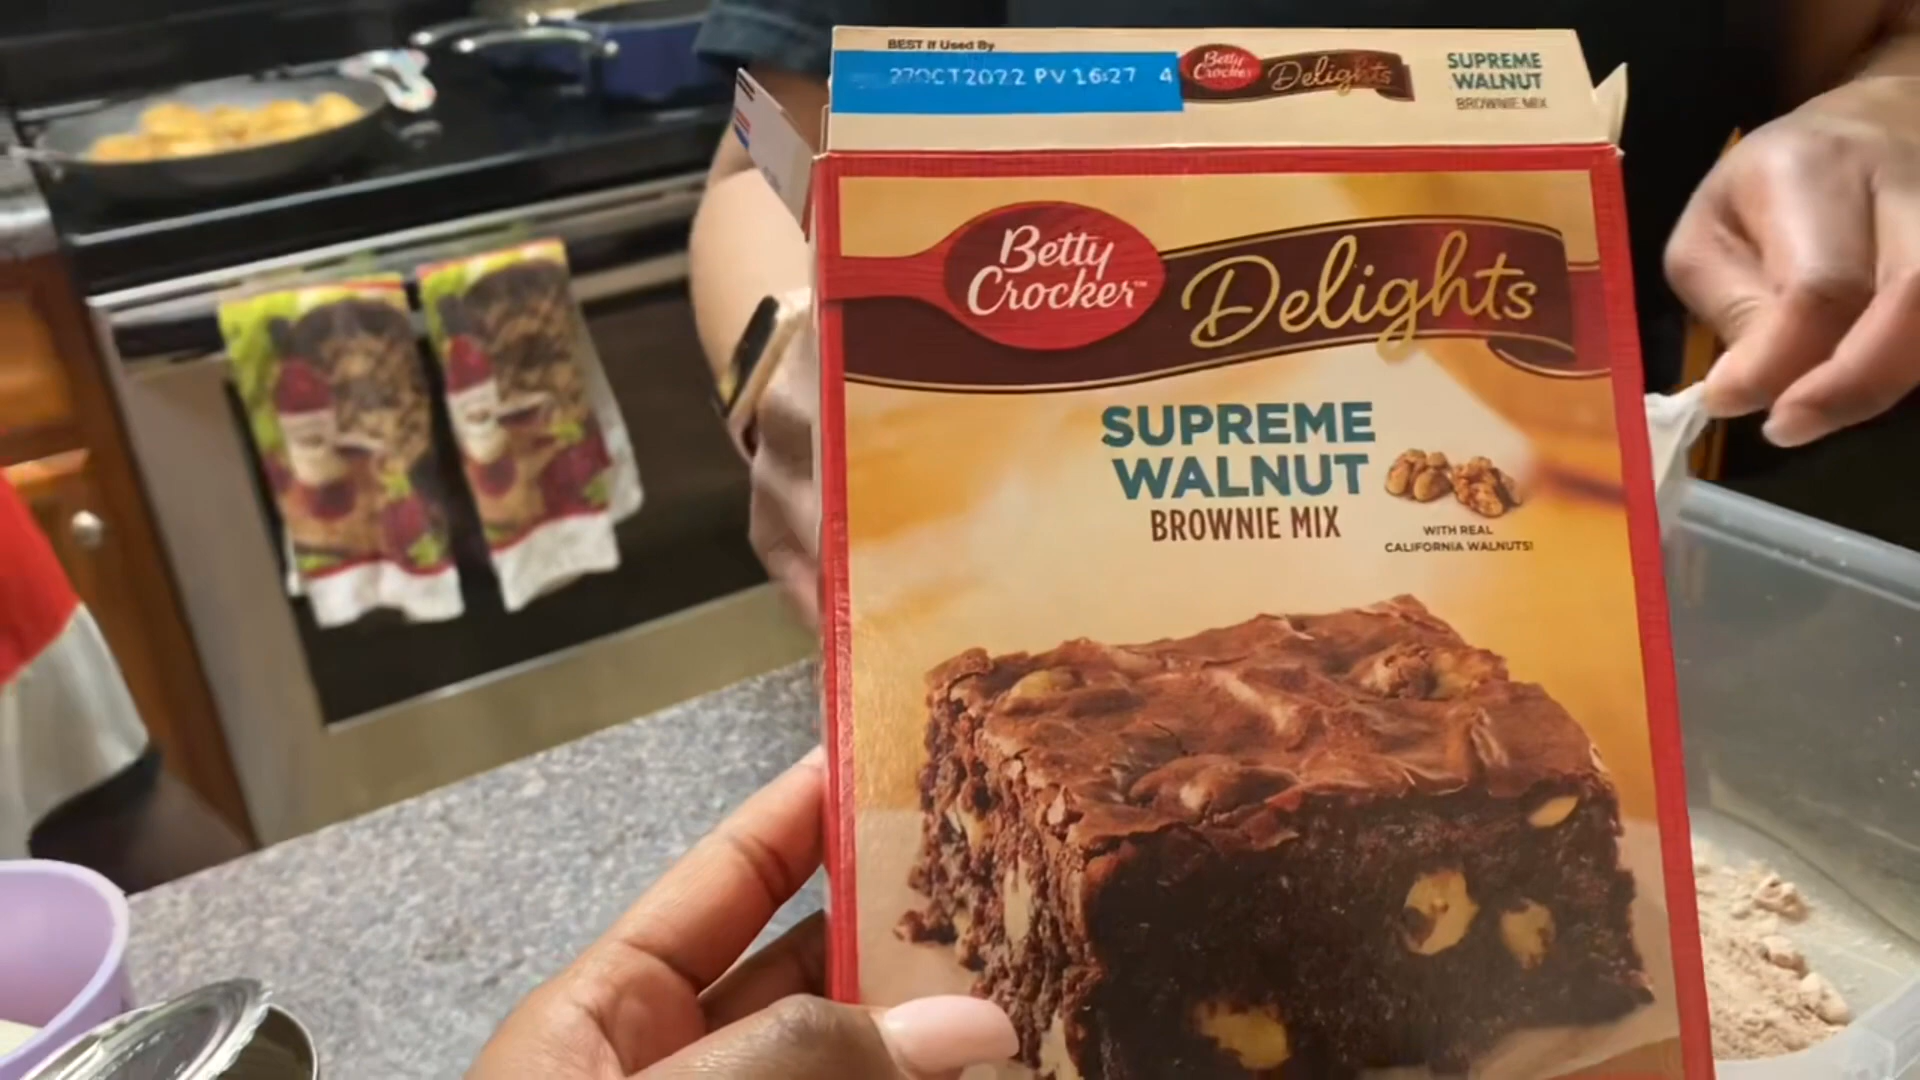 BEST If Used By
27OCT2022 PV 16:27 4
Betty
Crocker
Delights
SUPREME
WALNUT
BROWNIE MIX
Betty
Crocker™
Delights
SUPREME
WALNUT
BROWNIE MIX
WITH REAL
CALIFORNIA WALNUTS!